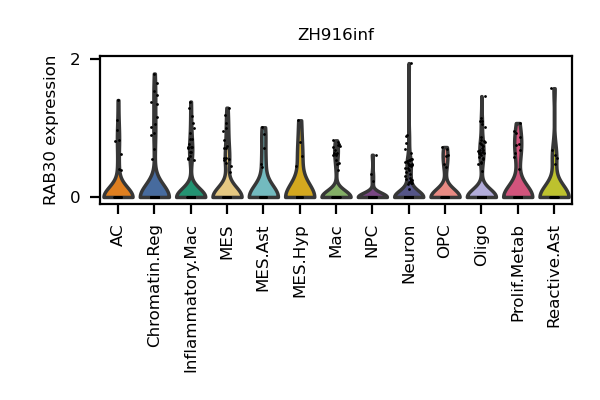 ZH916inf
RAB30 expression
2
0
AC
Chromatin.Reg
Inflammatory.Mac
MES
MES.Ast
MES.Hyp
Mac
NPC
Neuron
OPC
Oligo
Prolif.Metab
Reactive.Ast